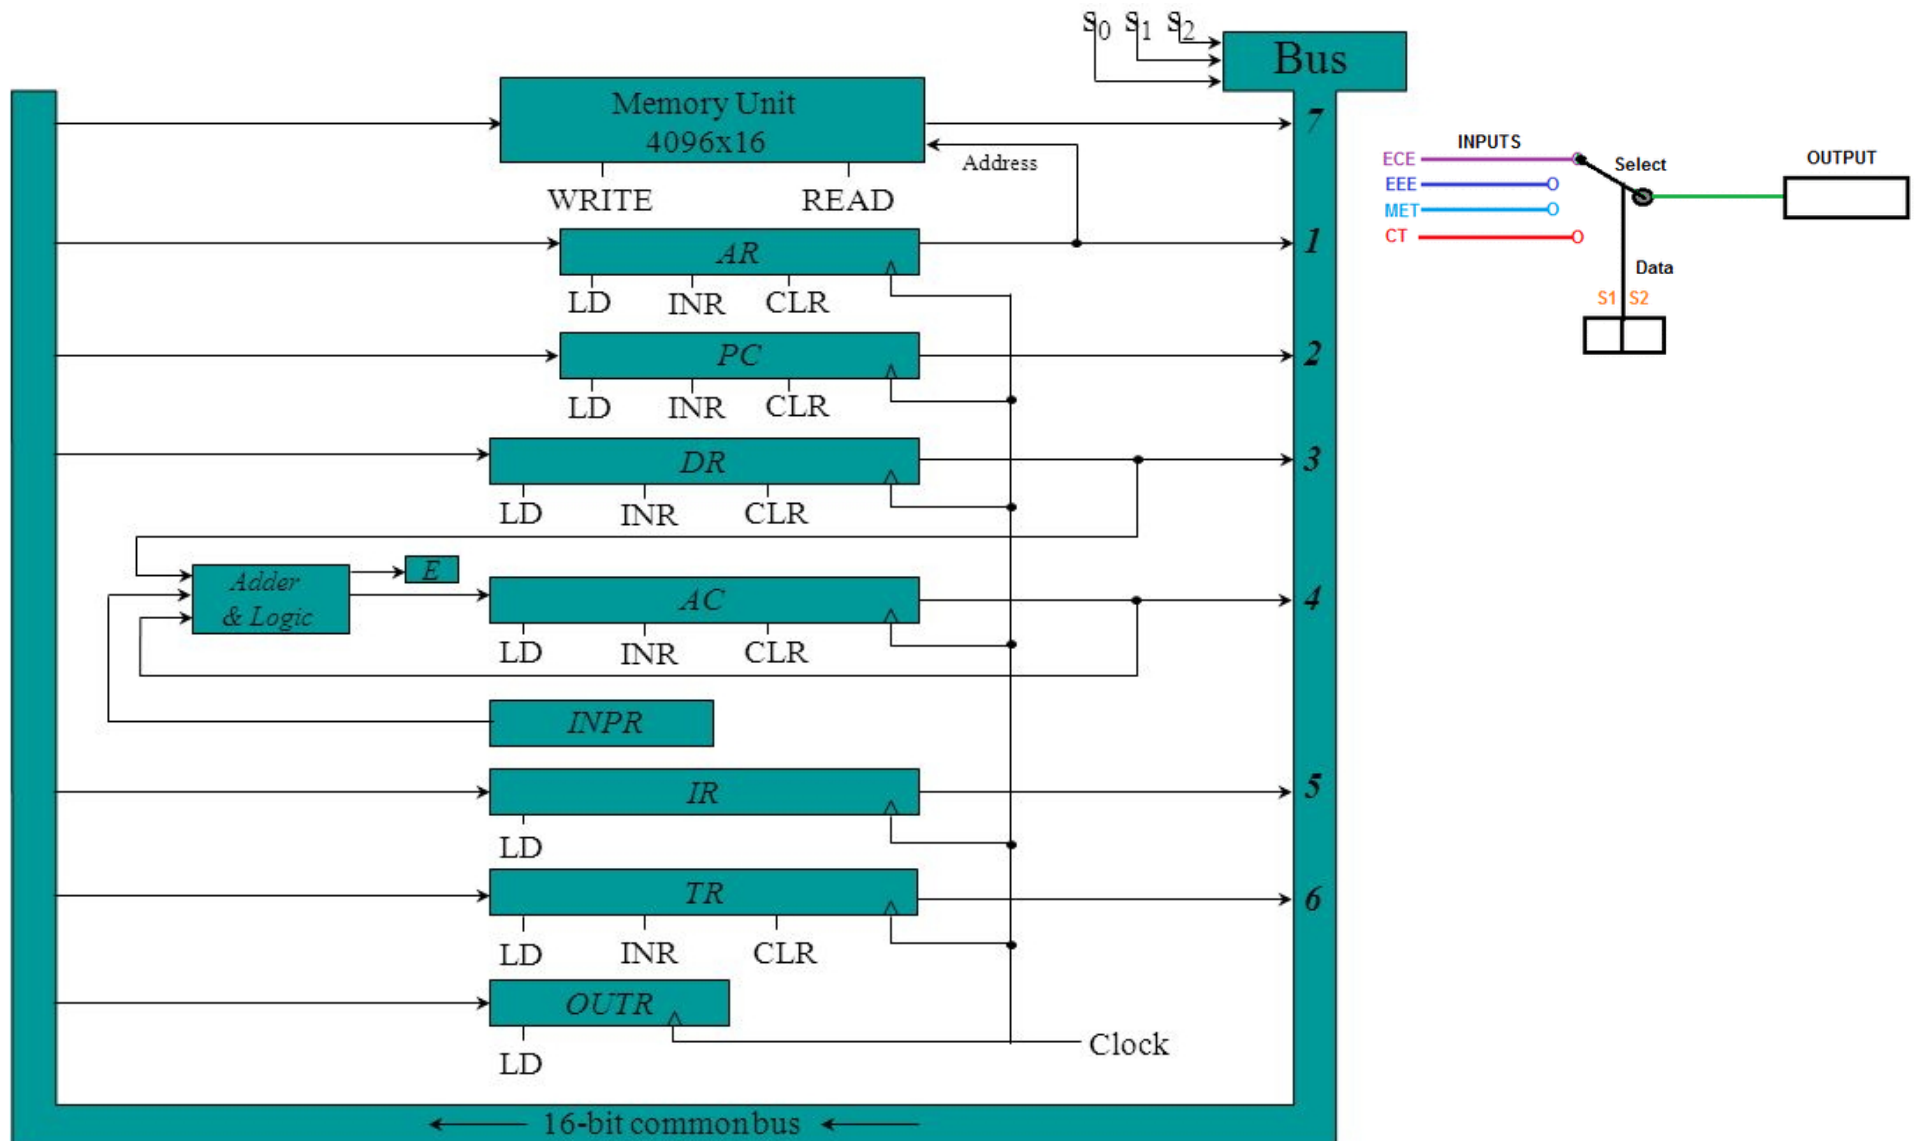 S0 S1 S2
Bus
Memory Unit
4096x16
7
Address
WRITE READ
AR
1
LD INR CLR
PC
2
LD INR CLR
DR
3
LD INR CLR
Adder
& Logic
E
AC
4
LD INR CLR
INPR
IR
5
LD
TR
6
LD INR CLR
OUTR
LD
Clock
16-bit common bus
INPUTS
OUTPUT
ECE
Select
EEE
MET
CT
Data
S1 S2